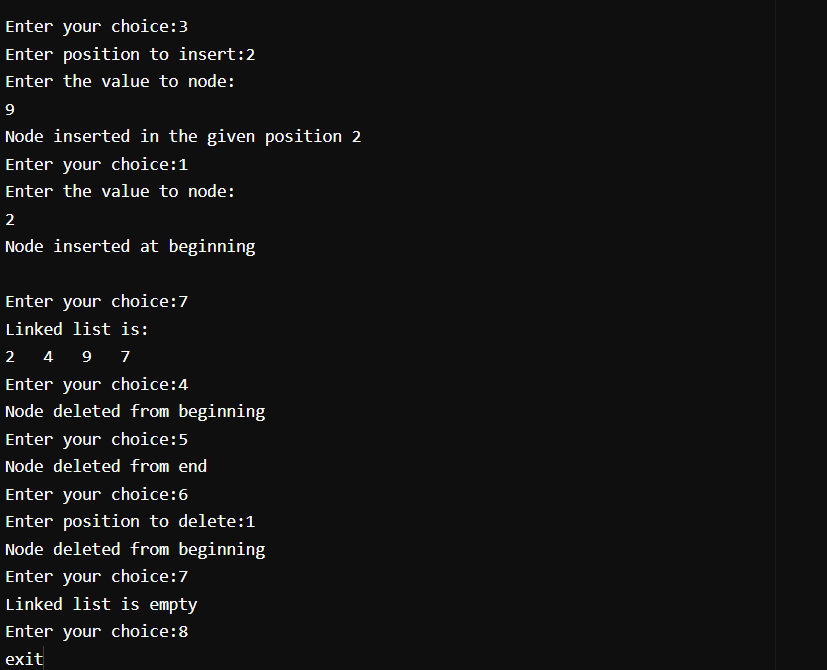 Enter your choice:3
Enter position to insert:2
Enter the value to node:
9
Node inserted in the given position 2
Enter your choice:1
Enter the value to node:
2
Node inserted at beginning
Enter your choice:7
Linked list is:
2   4   9   7
Enter your choice:4
Node deleted from beginning
Enter your choice:5
Node deleted from end
Enter your choice:6
Enter position to delete:1
Node deleted from beginning
Enter your choice:7
Linked list is empty
Enter your choice:8
exit